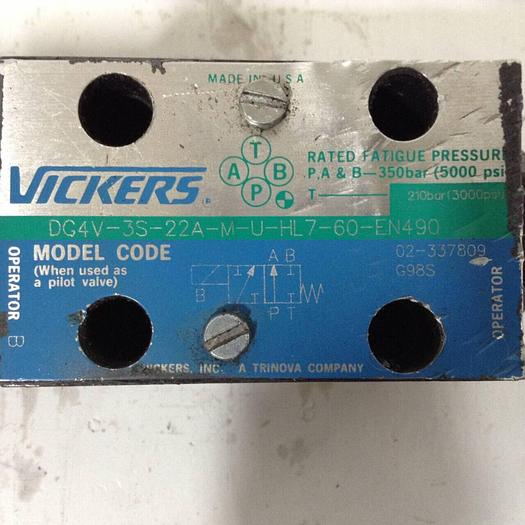 MADE IN U.S.A
T
A B
P
VICKERS
RATED FATIGUE PRESSURE
P,A & B—350bar (5000 psi)
T— 210bar(3000psi)
DG4V-3S-22A-M-U-HL7-60-EN490
MODEL CODE
(When used as
a pilot valve)
02-337809
G98S
OPERATOR B
A B
B
P T
OPERATOR
VICKERS, INC. A TRINOVA COMPANY